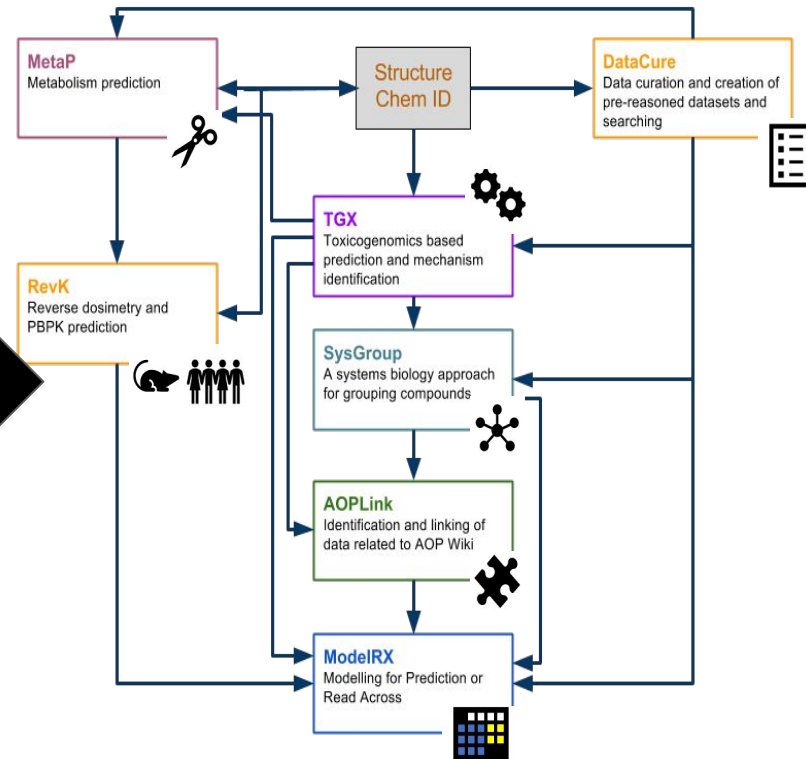 MetaP
Metabolism prediction
Structure
Chem ID
DataCure
Data curation and creation of
pre-reasoned datasets and
searching
TGX
Toxicogenomics based
prediction and mechanism
identification
RevK
Reverse dosimetry and
PBPK prediction
SysGroup
A systems biology approach
for grouping compounds
AOPLink
Identification and linking of
data related to AOP Wiki
ModelRX
Modelling for Prediction or
Read Across